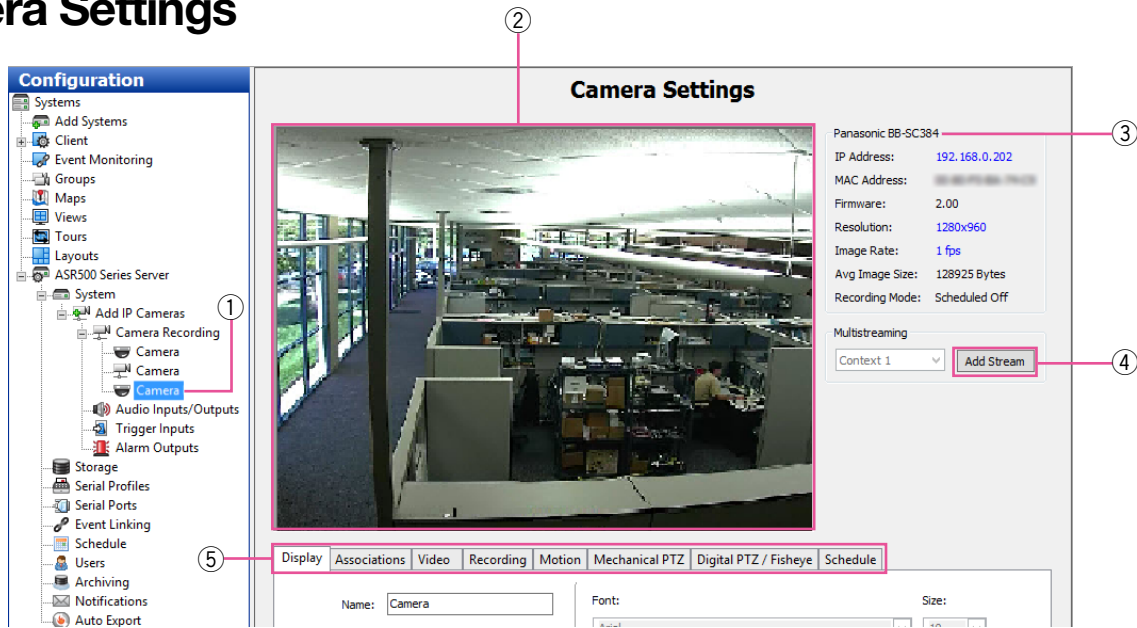 era Settings
②
Configuration
Systems
Add Systems
Client
Event Monitoring
Groups
Maps
Views
Tours
Layouts
ASR500 Series Server
System
Add IP Cameras
①
Camera Recording
Camera
Camera
Camera
Audio Inputs/Outputs
Trigger Inputs
Alarm Outputs
Storage
Serial Profiles
Serial Ports
Event Linking
Schedule
Users
Archiving
Notifications
Auto Export
Camera Settings
Panasonic BB-SC384
③
IP Address: 192.168.0.202
MAC Address:
Firmware: 2.00
Resolution: 1280x960
Image Rate: 1 fps
Avg Image Size: 128925 Bytes
Recording Mode: Scheduled Off
Multistreaming
Context 1 Add Stream
④
⑤
Display Associations Video Recording Motion Mechanical PTZ Digital PTZ / Fisheye Schedule
Name: Camera
Font:
Size: